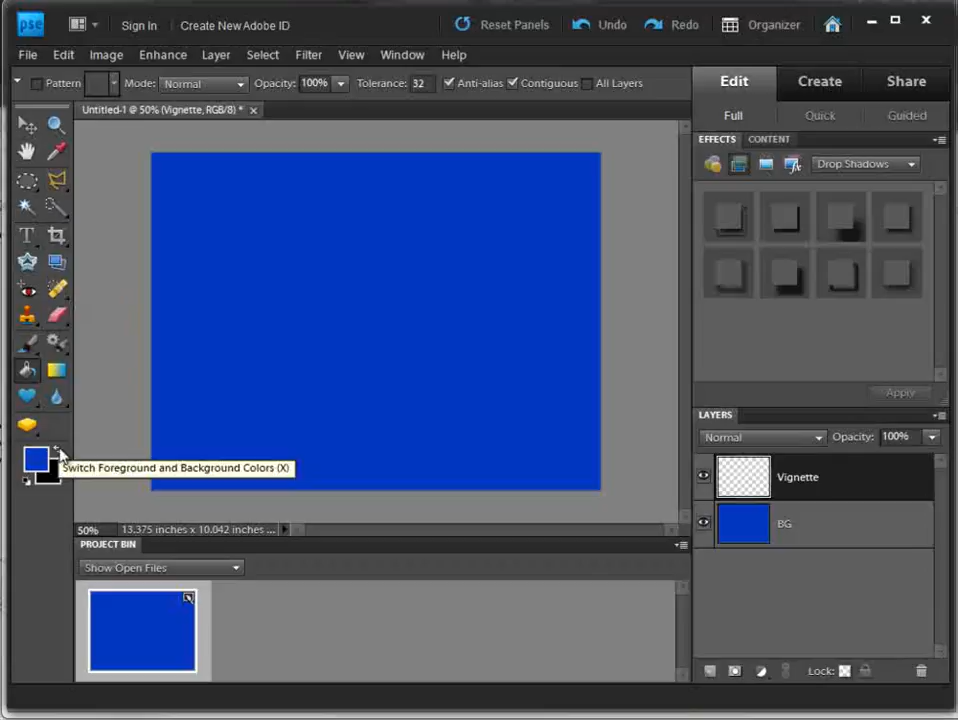 pse Sign In Create New Adobe ID Reset Panels Undo Redo Organizer
File Edit Image Enhance Layer Select Filter View Window Help
Pattern Mode: Normal Opacity: 100% Tolerance: 32 Anti-alias Contiguous All Layers
Edit Create Share
Untitled-1 @ 50% (Vignette, RGB/8) *
Full Quick Guided
EFFECTS CONTENT
Drop Shadows
T
Apply
LAYERS
Normal Opacity: 100%
Switch Foreground and Background Colors (X)
Vignette
BG
50% 13.375 inches x 10.042 inches ...
PROJECT BIN
Show Open Files
Lock: